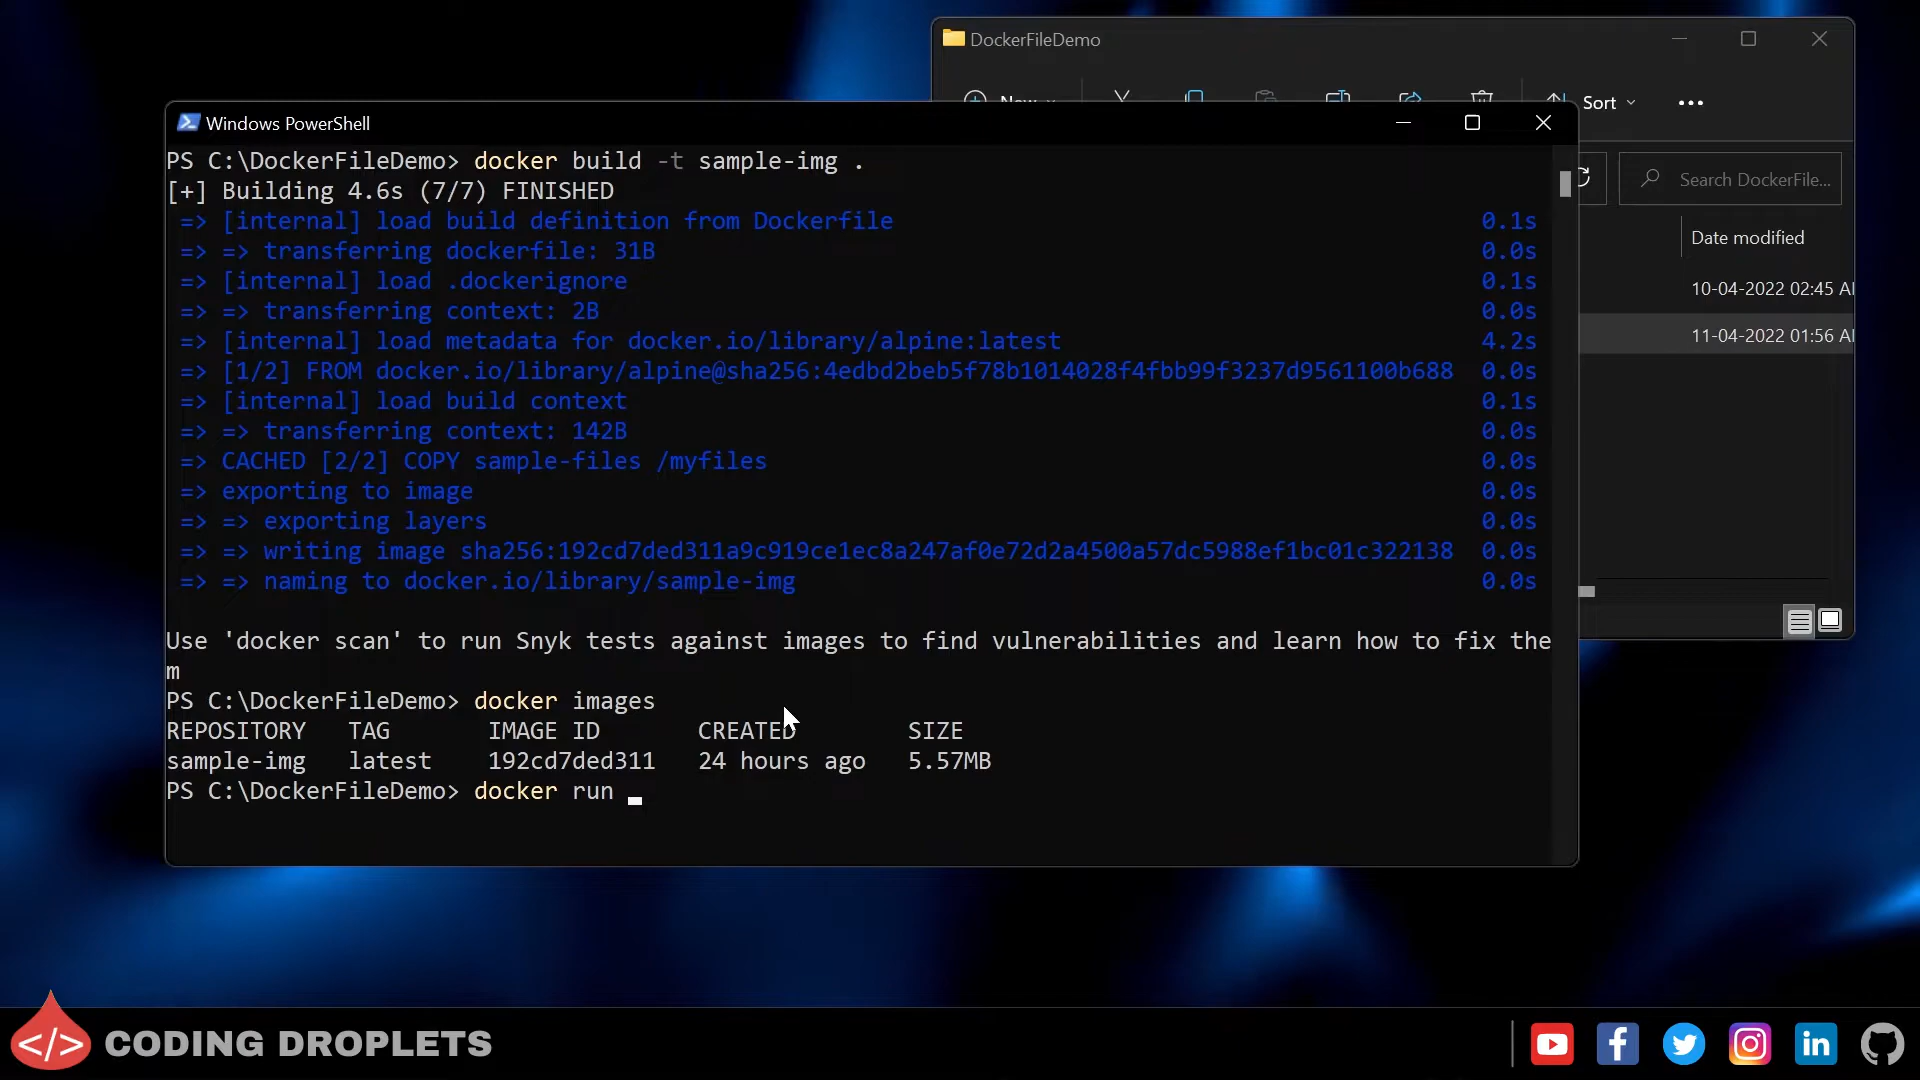 DockerFileDemo
Sort
Windows PowerShell
Search DockerFile...
Date modified
10-04-2022 02:45
11-04-2022 01:56
PS C:\DockerFileDemo> docker build -t sample-img .
[+] Building 4.6s (7/7) FINISHED
=> [internal] load build definition from Dockerfile 0.1s
=> => transferring dockerfile: 31B 0.0s
=> [internal] load .dockerignore 0.1s
=> => transferring context: 2B 0.0s
=> [internal] load metadata for docker.io/library/alpine:latest 4.2s
=> [1/2] FROM docker.io/library/alpine@sha256:4edbd2beb5f78b1014028f4fbb99f3237d9561100b688 0.0s
=> [internal] load build context 0.1s
=> => transferring context: 142B 0.0s
=> CACHED [2/2] COPY sample-files /myfiles 0.0s
=> exporting to image 0.0s
=> => exporting layers 0.0s
=> => writing image sha256:192cd7ded311a9c919ce1ec8a247af0e72d2a4500a57dc5988ef1bc01c322138 0.0s
=> => naming to docker.io/library/sample-img 0.0s
Use 'docker scan' to run Snyk tests against images to find vulnerabilities and learn how to fix the
m
PS C:\DockerFileDemo> docker images
REPOSITORY TAG IMAGE ID CREATED SIZE
sample-img latest 192cd7ded311 24 hours ago 5.57MB
PS C:\DockerFileDemo> docker run
</> CODING DROPLETS